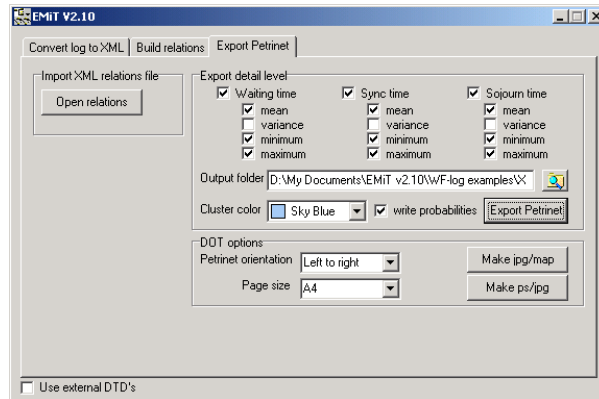 EMiT V2.10
Convert log to XML Build relations Export Petrinet
Import XML relations file
Open relations
Export detail level
Waiting time Sync time Sojourn time
mean mean mean
variance variance variance
minimum minimum minimum
maximum maximum maximum
Output folder D:\My Documents\EMiT v2.10\WF-log examples\X
Cluster color Sky Blue write probabilities Export Petrinet
DOT options
Petrinet orientation Left to right Make jpg/map
Page size A4 Make ps/jpg
Use external DTD's